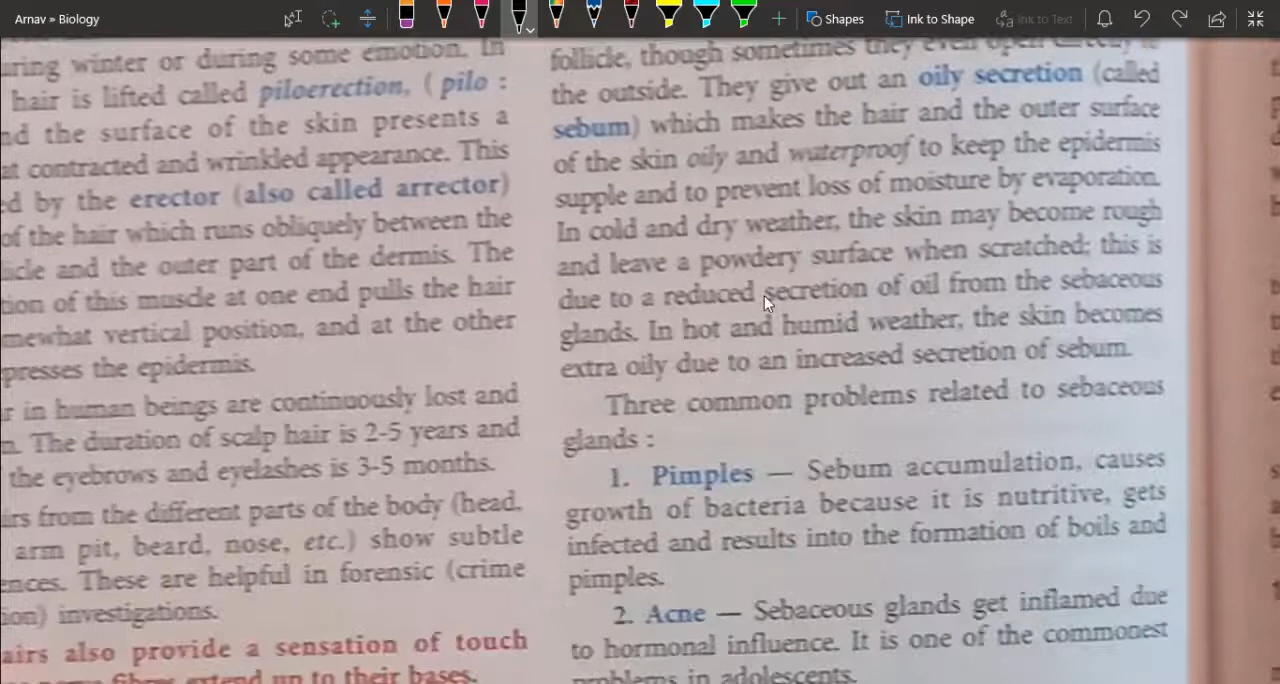 Arnav » Biology
Shapes
Ink to Shape
Ink to Text
uring winter or during some emotion. In
hair is lifted called piloerection, ( pilo :
nd the surface of the skin presents a
at contracted and wrinkled appearance. This
ed by the erector (also called arrector)
of the hair which runs obliquely between the
icle and the outer part of the dermis. The
tion of this muscle at one end pulls the hair
mewhat vertical position, and at the other
presses the epidermis.
r in human beings are continuously lost and
n. The duration of scalp hair is 2-5 years and
the eyebrows and eyelashes is 3-5 months.
irs from the different parts of the body (head,
arm pit, beard, nose, etc.) show subtle
ences. These are helpful in forensic (crime
ion) investigations.
airs also provide a sensation of touch
fibres extend up to their bases.
follicle, though sometimes they even open directly
the outside. They give out an oily secretion (called
sebum) which makes the hair and the outer surface
of the skin oily and waterproof to keep the epidermis
supple and to prevent loss of moisture by evaporation.
In cold and dry weather, the skin may become rough
and leave a powdery surface when scratched; this is
due to a reduced secretion of oil from the sebaceous
glands. In hot and humid weather, the skin becomes
extra oily due to an increased secretion of sebum.
Three common problems related to sebaceous
glands :
1. Pimples — Sebum accumulation, causes
growth of bacteria because it is nutritive, gets
infected and results into the formation of boils and
pimples.
2. Acne — Sebaceous glands get inflamed due
to hormonal influence. It is one of the commonest
problems in adolescents.